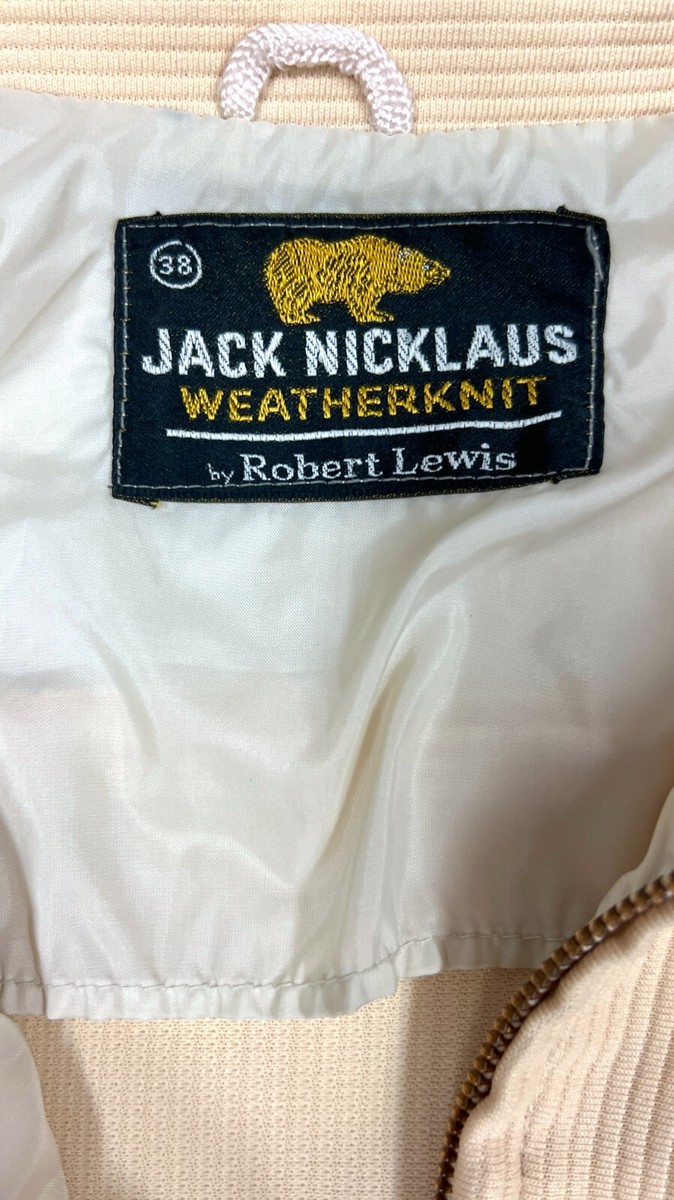 38
JACK NICKLAUS
WEATHERKNIT
by Robert Lewis